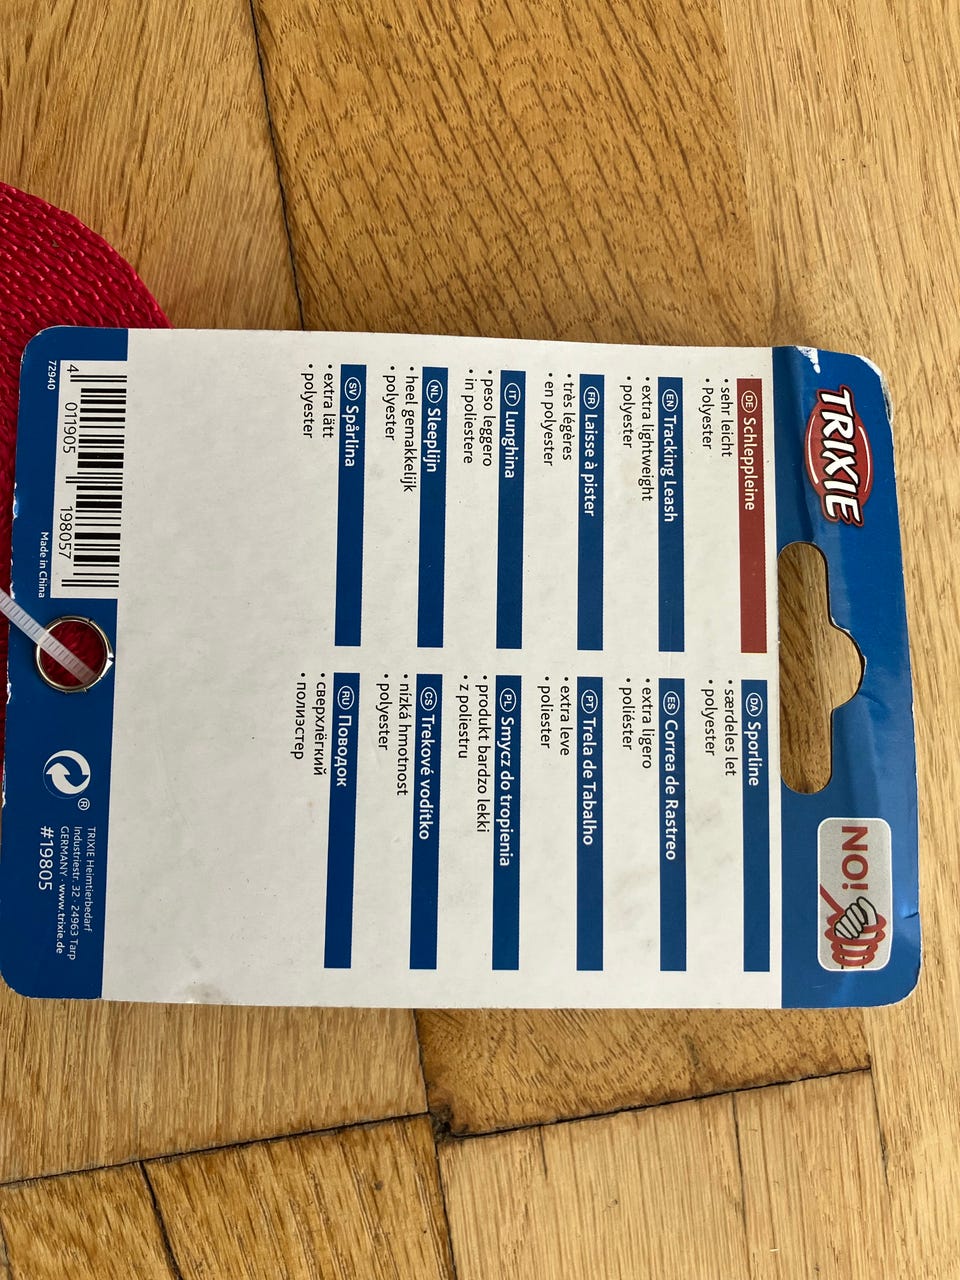 TRIXIE
NO!
DE Schleppleine
• sehr leicht
• Polyester
EN Tracking Leash
• extra lightweight
• polyester
FR Laisse à pister
• très légères
• en polyester
IT Lunghina
• peso leggero
• in poliestere
NL Sleeplijn
• heel gemakkelijk
• polyester
SV Spårlina
• extra lätt
• polyester
DA Sporline
• særdeles let
• polyester
ES Correa de Rastreo
• extra ligero
• poliéster
PT Trela de Tabalho
• extra leve
• poliester
PL Smycz do tropienia
• produkt bardzo lekki
• z poliestru
CS Trekové vodítko
• nízká hmotnost
• polyester
RU Поводок
• сверхлёгкий
• полиэстер
4 011905 198057
72940
Made in China
®
TRIXIE Heimtierbedarf
Industriestr. 32 · 24963 Tarp
GERMANY · www.trixie.de
#19805